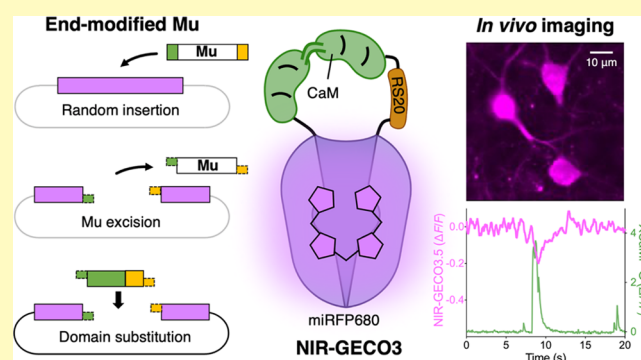 End-modified Mu
Mu
Random insertion
Mu
Mu excision
Domain substitution
CaM
RS20
miRFP680
NIR-GECO3
In vivo imaging
10 μm
NIR-GECO3.5 (ΔF/F)
0.0
-0.2
-0.4
4
2
0
0 5 10 15 20
Time (s)